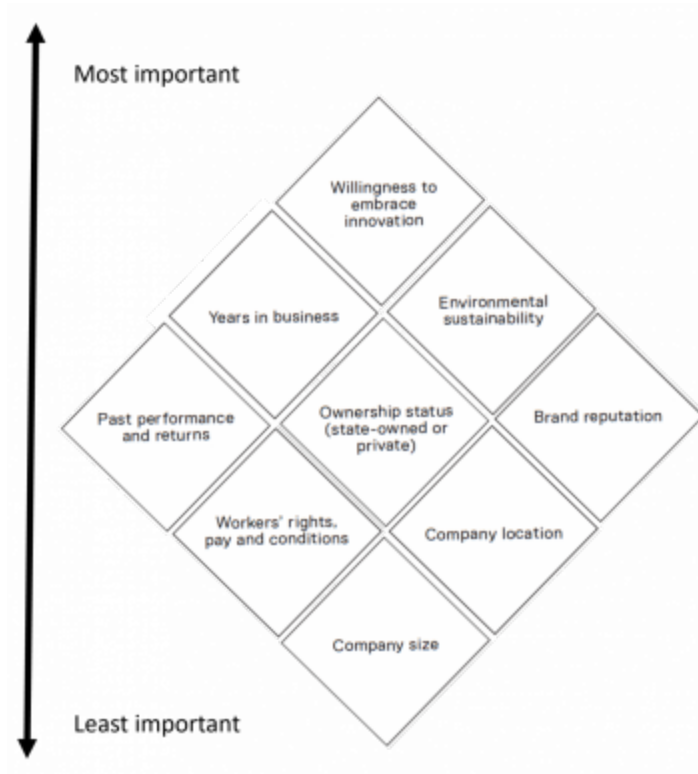 Most important
Willingness to
embrace
innovation
Years in business
Environmental
sustainability
Past performance
and returns
Ownership status
(state-owned or
private)
Brand reputation
Workers' rights,
pay and conditions
Company location
Company size
Least important